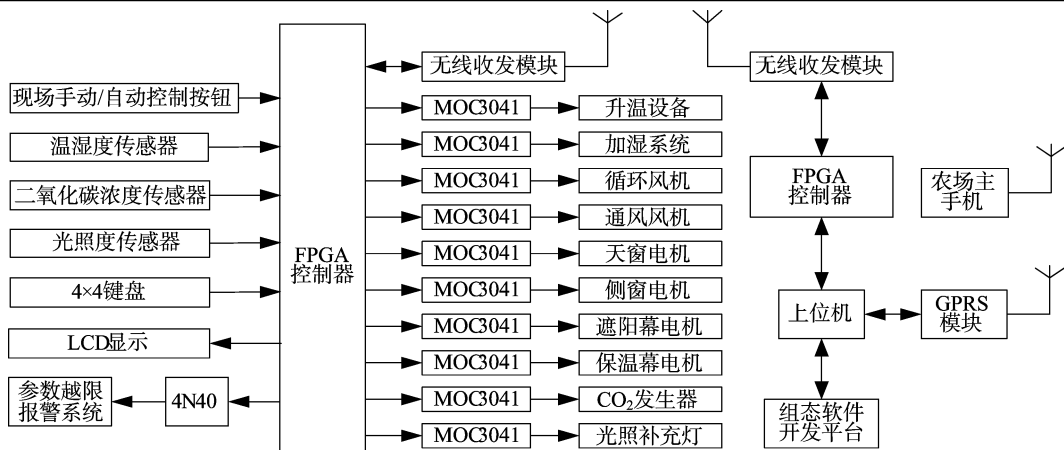 现场手动/自动控制按钮
温湿度传感器
二氧化碳浓度传感器
光照度传感器
4×4键盘
LCD显示
参数越限
报警系统
4N40
FPGA
控制器
无线收发模块
MOC3041
升温设备
MOC3041
加湿系统
MOC3041
循环风机
MOC3041
通风风机
MOC3041
天窗电机
MOC3041
侧窗电机
MOC3041
遮阳幕电机
MOC3041
保温幕电机
MOC3041
CO₂发生器
MOC3041
光照补充灯
无线收发模块
FPGA
控制器
上位机
组态软件
开发平台
农场主
手机
GPRS
模块